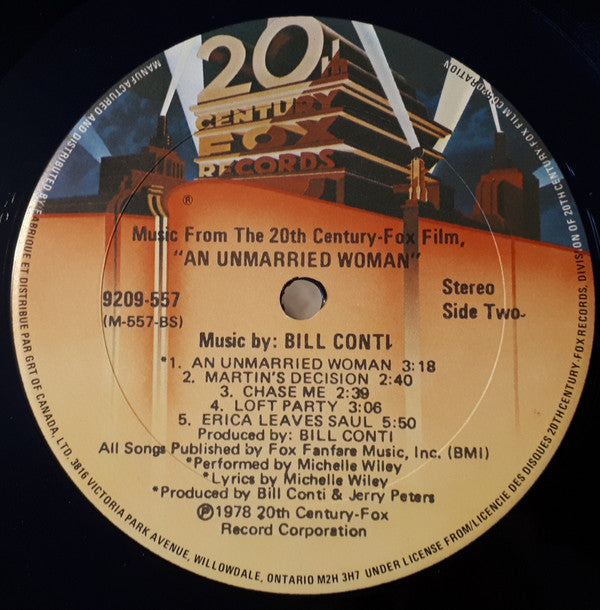 20th
CENTURY
FOX
RECORDS
®
Music From The 20th Century-Fox Film,
"AN UNMARRIED WOMAN"
9209-557
(M-557-BS)
Stereo
Side Two
Music by: BILL CONTI
*1. AN UNMARRIED WOMAN 3:18
2. MARTIN'S DECISION 2:40
3. CHASE ME 2:39
4. LOFT PARTY 3:06
5. ERICA LEAVES SAUL 5:50
Produced by: BILL CONTI
All Songs Published by Fox Fanfare Music, Inc. (BMI)
*Performed by Michelle Wiley
*Lyrics by Michelle Wiley
*Produced by Bill Conti & Jerry Peters
℗1978 20th Century-Fox
Record Corporation
MANUFACTURED AND DISTRIBUTED BY/FABRIQUE ET DISTRIBUE PAR GRT OF CANADA, LTD. 3816 VICTORIA PARK AVENUE, WILLOWDALE, ONTARIO M2H 3H7 UNDER LICENSE FROM/LICENCIE DES DISQUES 20TH CENTURY-FOX RECORDS, DIVISION OF 20TH CENTURY-FOX FILM CORPORATION